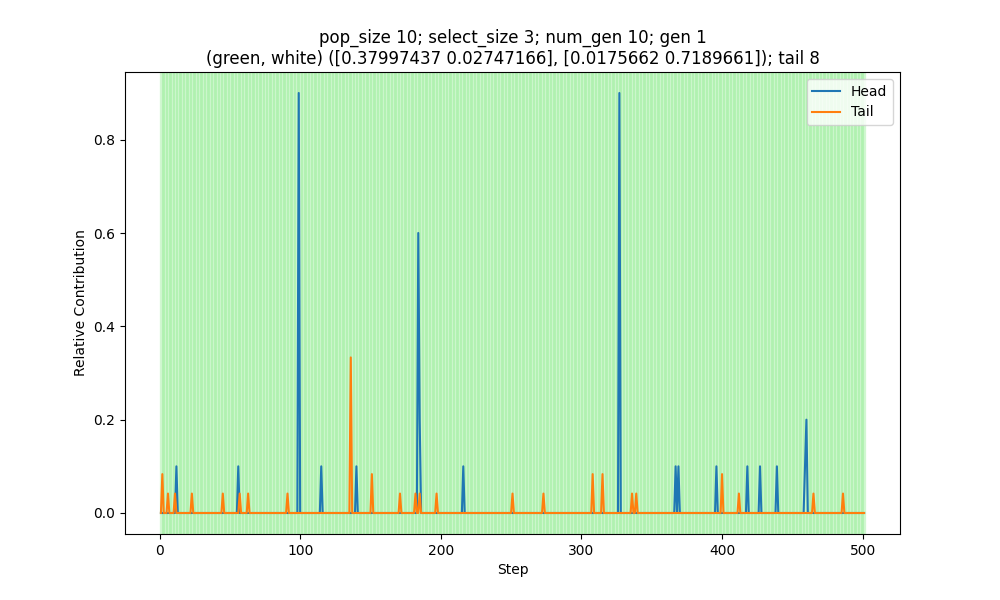 pop_size 10; select_size 3; num_gen 10; gen 1
(green, white) ([0.37997437 0.02747166], [0.0175662 0.7189661]); tail 8
Head
Tail
0.8
0.6
0.4
0.2
0.0
Relative Contribution
0 100 200 300 400 500
Step